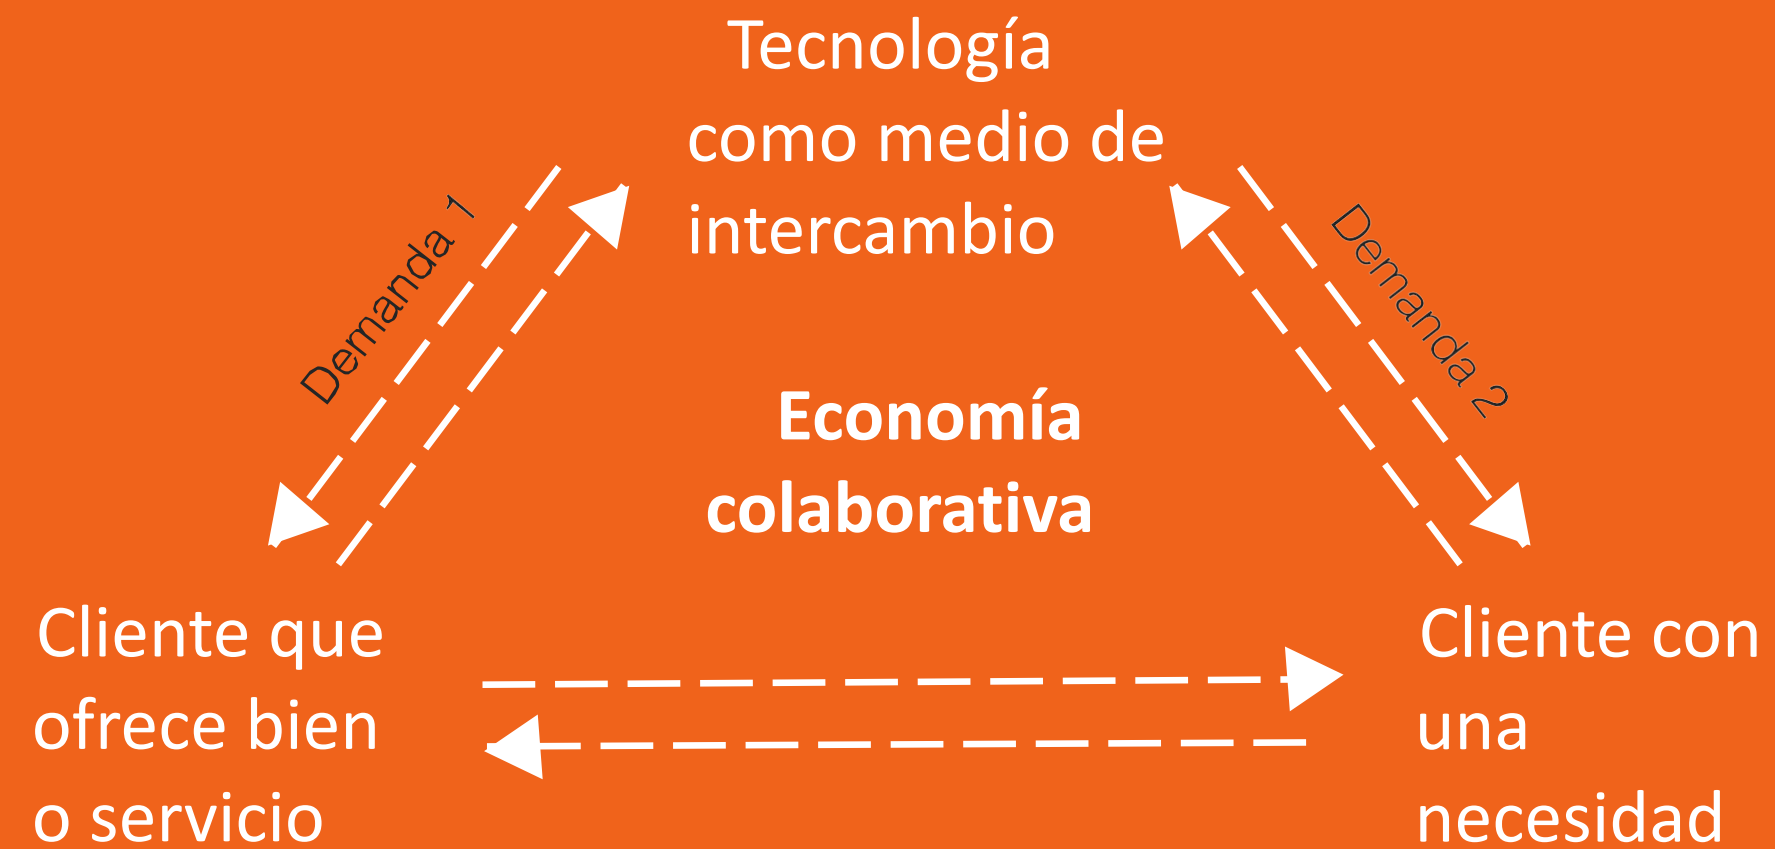 Tecnología
como medio de
intercambio
Demanda 1
Demanda 2
Economía
colaborativa
Cliente que
ofrece bien
o servicio
Cliente con
una
necesidad